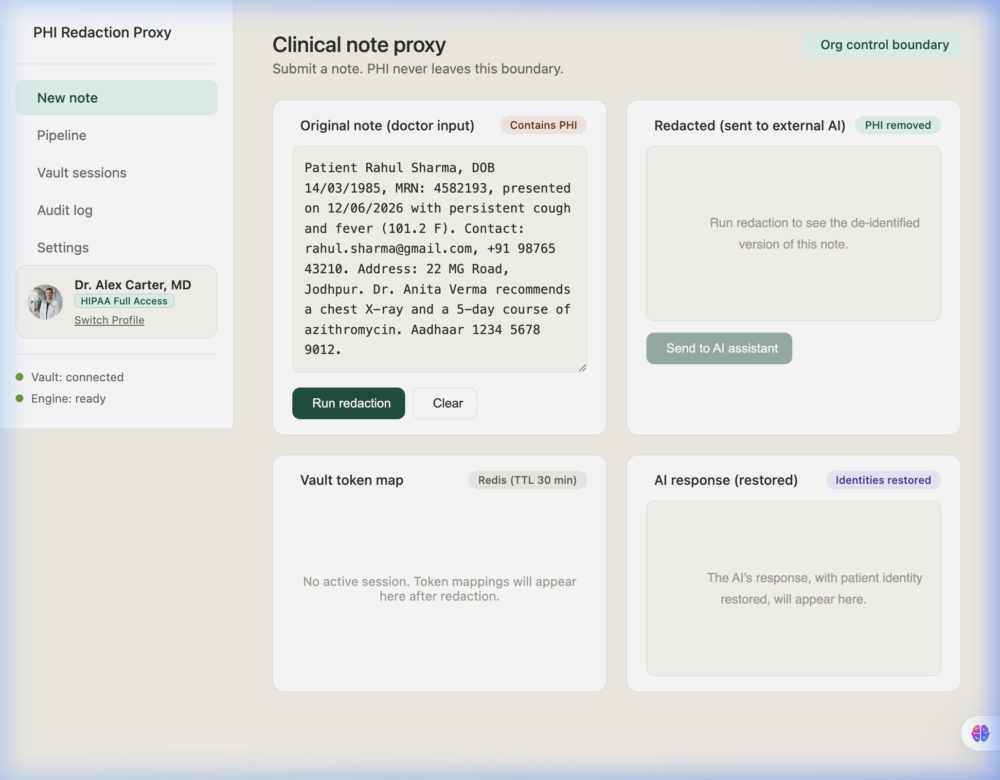 PHI Redaction Proxy
New note
Pipeline
Vault sessions
Audit log
Settings
Dr. Alex Carter, MD
HIPAA Full Access
Switch Profile
Vault: connected
Engine: ready
Clinical note proxy
Submit a note. PHI never leaves this boundary.
Org control boundary
Original note (doctor input)
Contains PHI
Patient Rahul Sharma, DOB
14/03/1985, MRN: 4582193, presented
on 12/06/2026 with persistent cough
and fever (101.2 F). Contact:
rahul.sharma@gmail.com, +91 98765
43210. Address: 22 MG Road,
Jodhpur. Dr. Anita Verma recommends
a chest X-ray and a 5-day course of
azithromycin. Aadhaar 1234 5678
9012.
Run redaction
Clear
Redacted (sent to external AI)
PHI removed
Run redaction to see the de-identified
version of this note.
Send to AI assistant
Vault token map
Redis (TTL 30 min)
No active session. Token mappings will appear
here after redaction.
AI response (restored)
Identities restored
The AI's response, with patient identity
restored, will appear here.